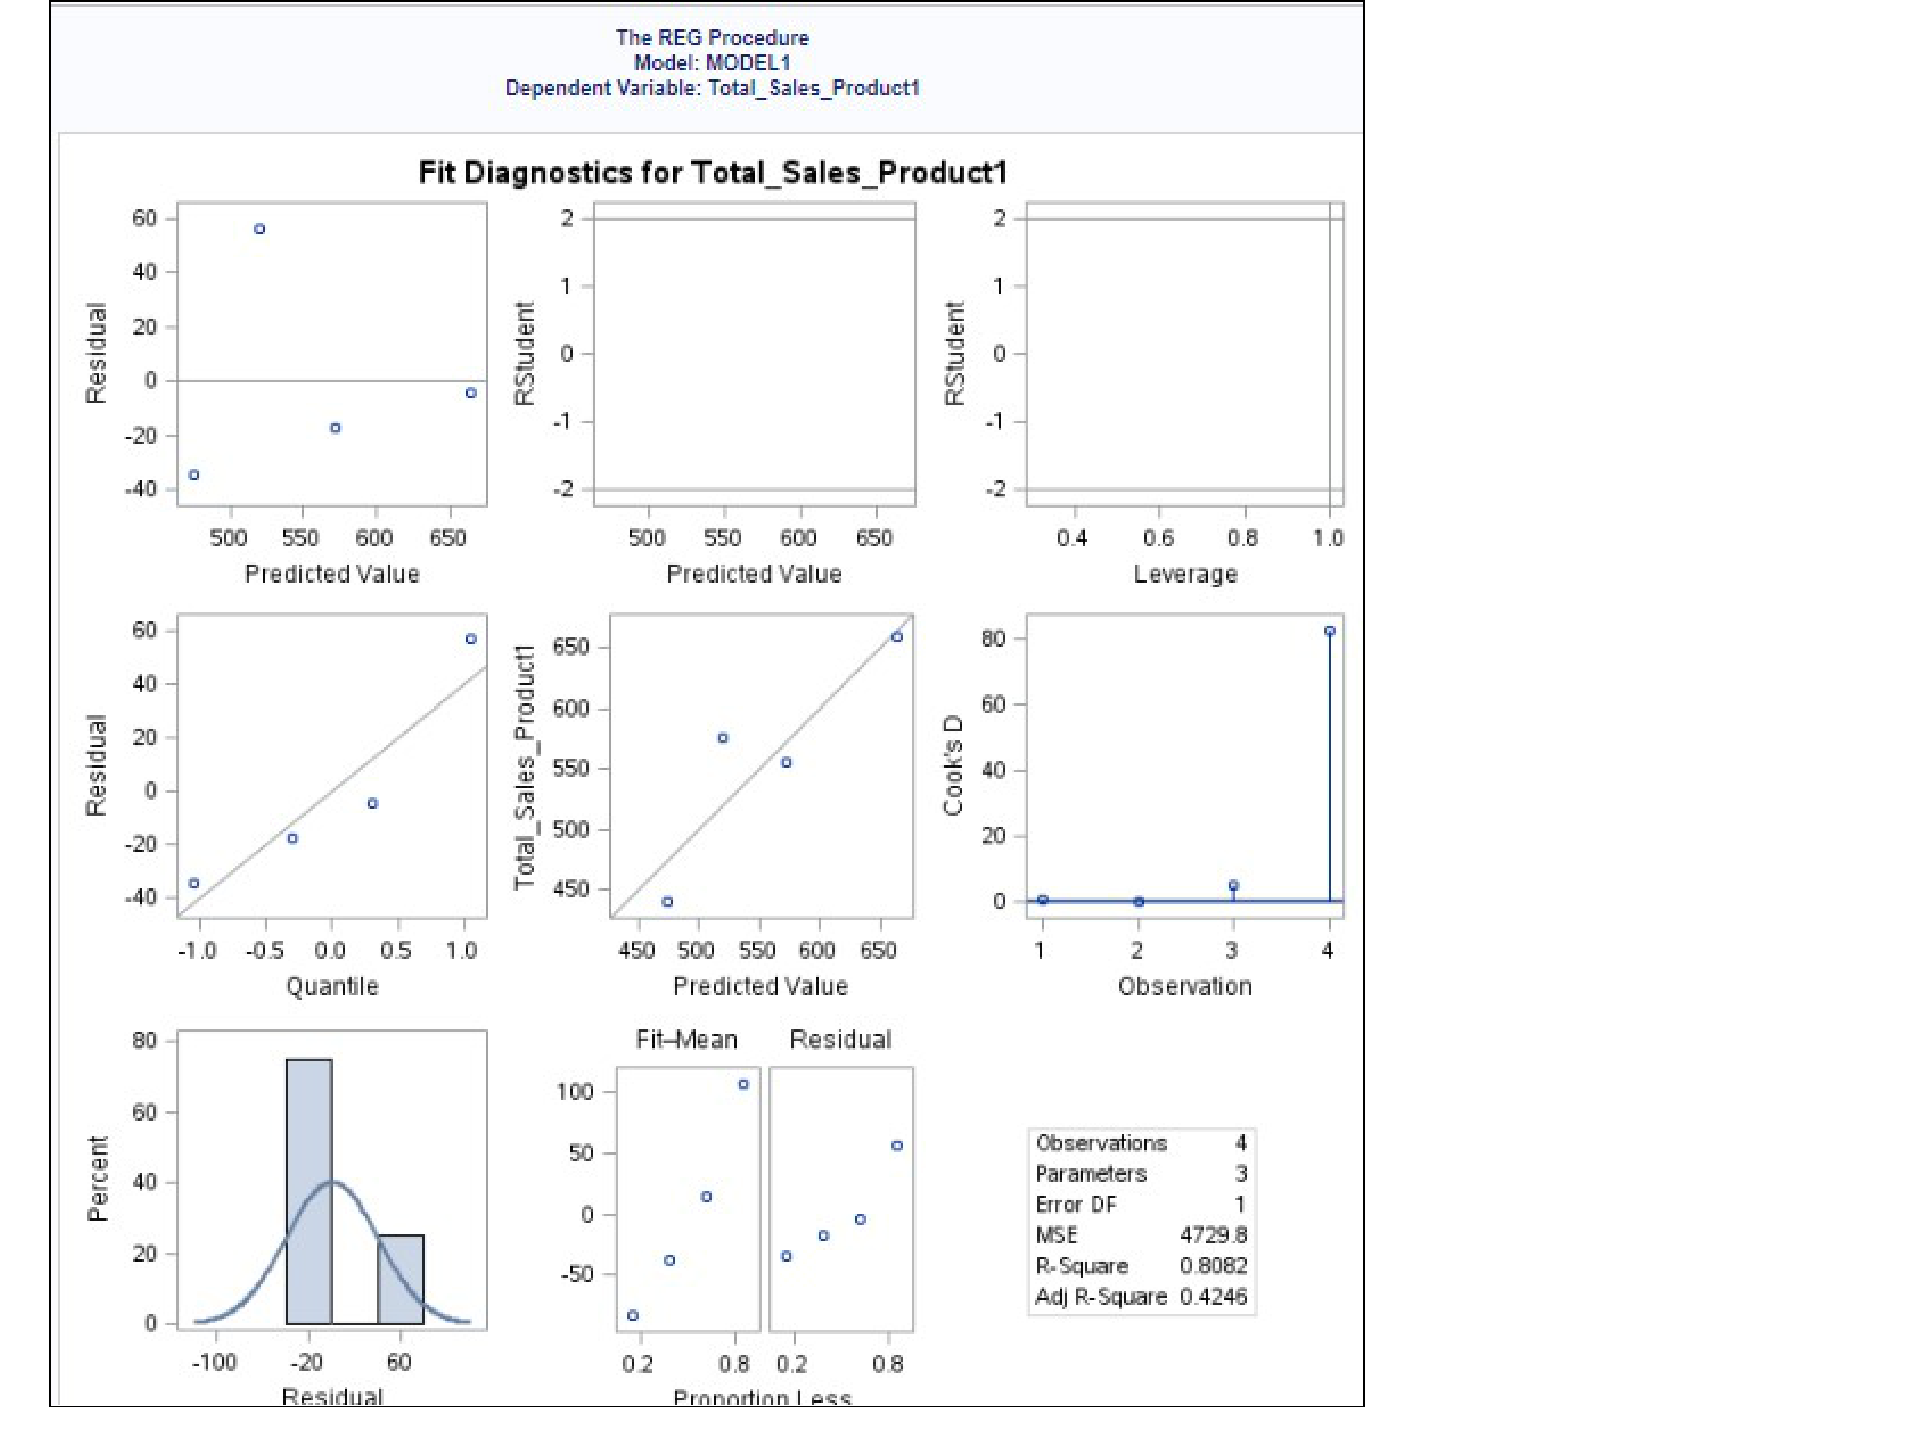 The REG Procedure
Model: MODEL1
Dependent Variable: Total_Sales_Product1
Fit Diagnostics for Total_Sales_Product1
60
40
20
0
-20
-40
Residual
500 550 600 650
Predicted Value
2
1
0
-1
-2
RStudent
500 550 600 650
Predicted Value
2
1
0
-1
-2
RStudent
0.4 0.6 0.8 1.0
Leverage
60
40
20
0
-20
-40
Residual
-1.0 -0.5 0.0 0.5 1.0
Quantile
650
600
550
500
450
Total_Sales_Product1
450 500 550 600 650
Predicted Value
80
60
40
20
0
Cook's D
1 2 3 4
Observation
80
60
40
20
0
Percent
-100 -20 60
Residual
Fit–Mean Residual
100
50
0
-50
0.2 0.8 0.2 0.8
Proportion Less
Observations 4
Parameters 3
Error DF 1
MSE 4729.8
R-Square 0.8082
Adj R-Square 0.4246